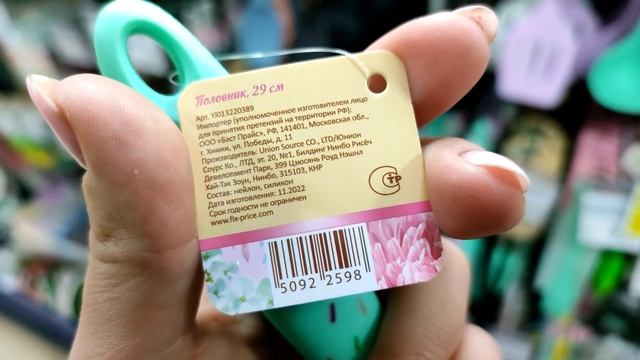 Половник, 29 см
Арт. YJ013220389
Импортер (уполномоченное изготовителем лицо
для принятия претензий на территории РФ):
ООО «Бэст Прайс», РФ, 141401, Московская обл.,
г. Химки, ул. Победы, д. 11
Производитель: Union Source CO., LTD/Юнион
Соурс Ко., ЛТД, эт. 20, №1, Билдинг Нинбо Рисёч
Девелопмент Парк, 399 Цзюсянь Роуд Нэшнл
Хай-Тэк Зоун, Нинбо, 315103, КНР
Состав: нейлон, силикон
Дата изготовления: 11.2022
Срок годности не ограничен
www.fix-price.com
5092 2598